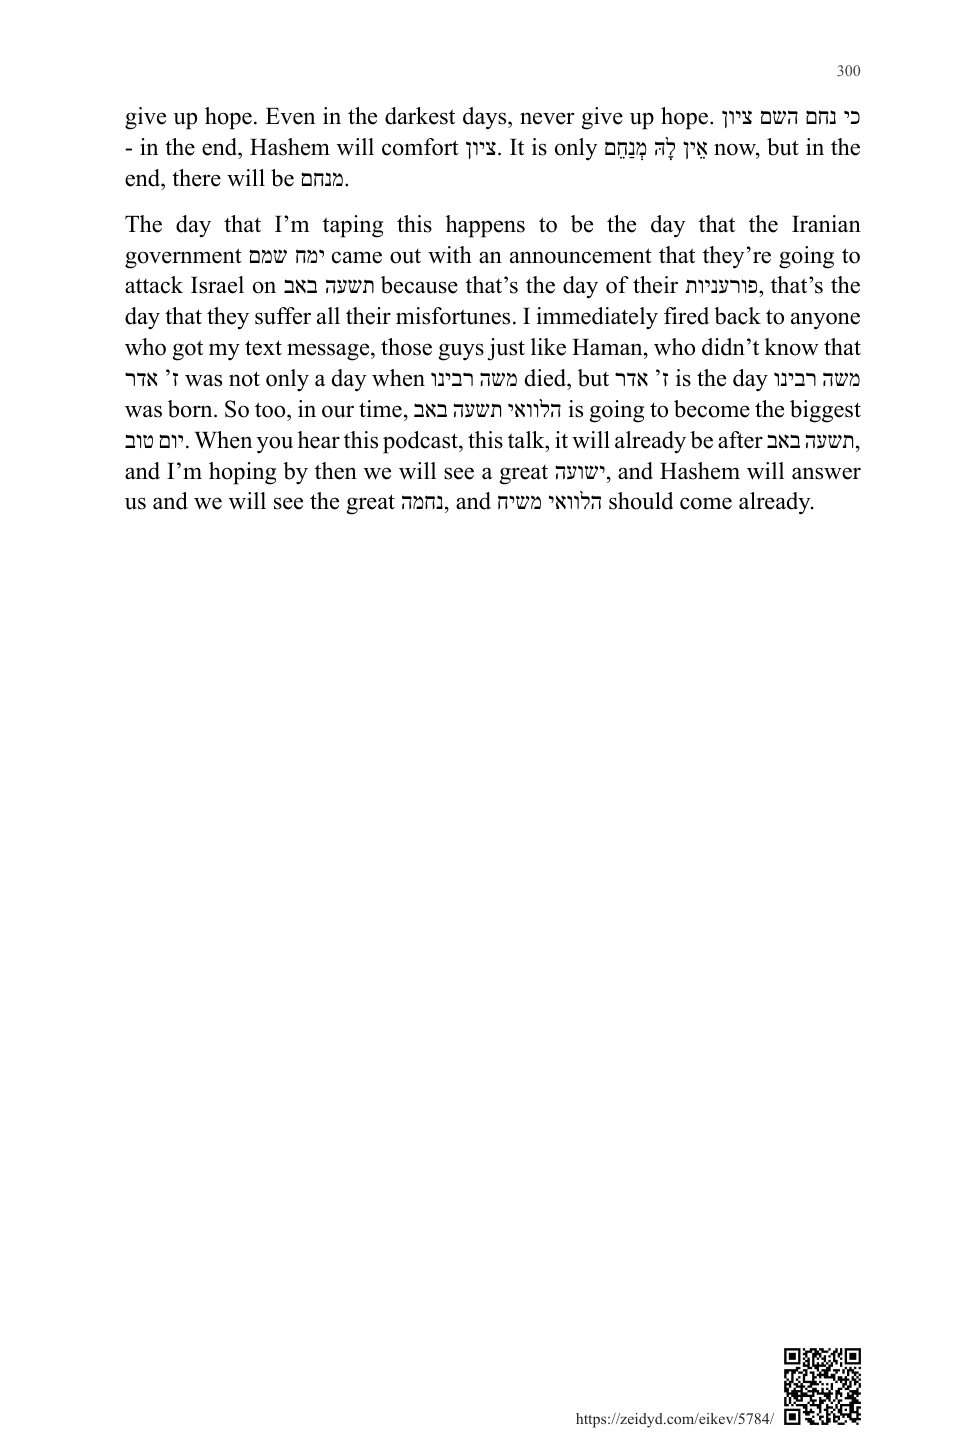 300
give up hope. Even in the darkest days, never give up hope. כי נחם השם ציון
- in the end, Hashem will comfort ציון. It is only אֵין לָהּ מְנַחֵם now, but in the
end, there will be מנחם.
The day that I’m taping this happens to be the day that the Iranian
government ימח שמם came out with an announcement that they’re going to
attack Israel on תשעה באב because that’s the day of their פורעניות, that’s the
day that they suffer all their misfortunes. I immediately fired back to anyone
who got my text message, those guys just like Haman, who didn’t know that
ז’ אדר was not only a day when משה רבינו died, but ז’ אדר is the day משה רבינו
was born. So too, in our time, הלוואי תשעה באב is going to become the biggest
יום טוב. When you hear this podcast, this talk, it will already be after תשעה באב,
and I’m hoping by then we will see a great ישועה, and Hashem will answer
us and we will see the great נחמה, and הלוואי משיח should come already.
https://zeidyd.com/eikev/5784/